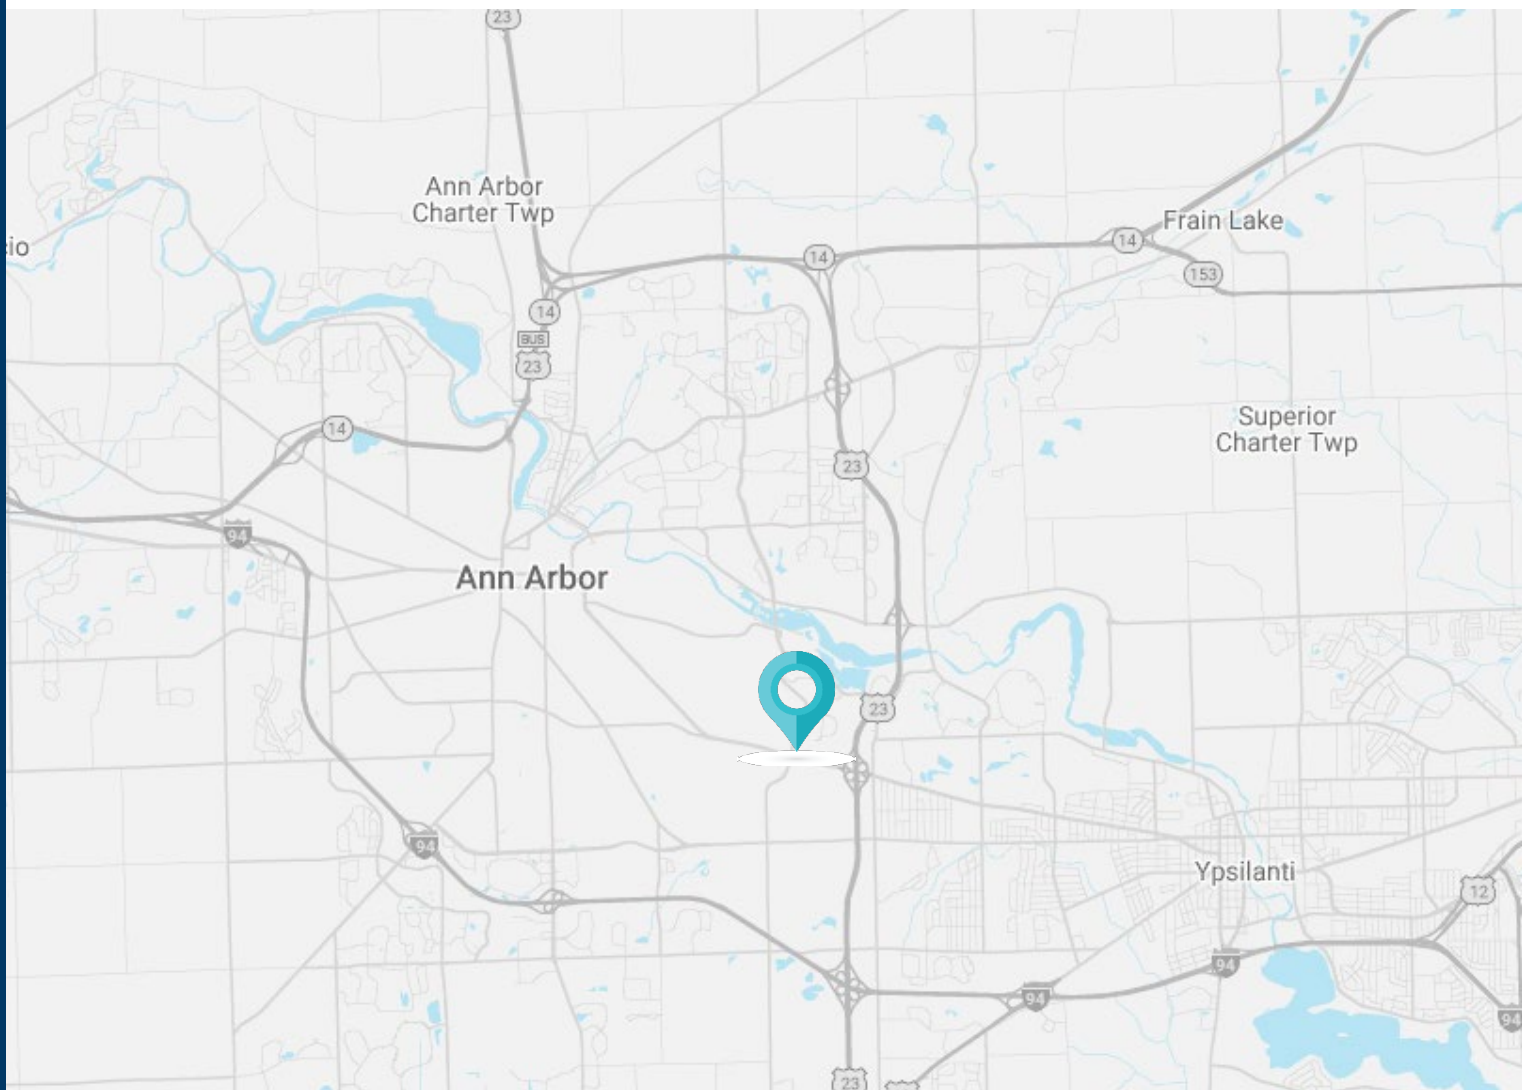 23
Ann Arbor
Charter Twp
Frain Lake
io
14
14
153
14
BUS
23
14
Superior
Charter Twp
23
94
Ann Arbor
23
94
Ypsilanti
12
94
94
94
23